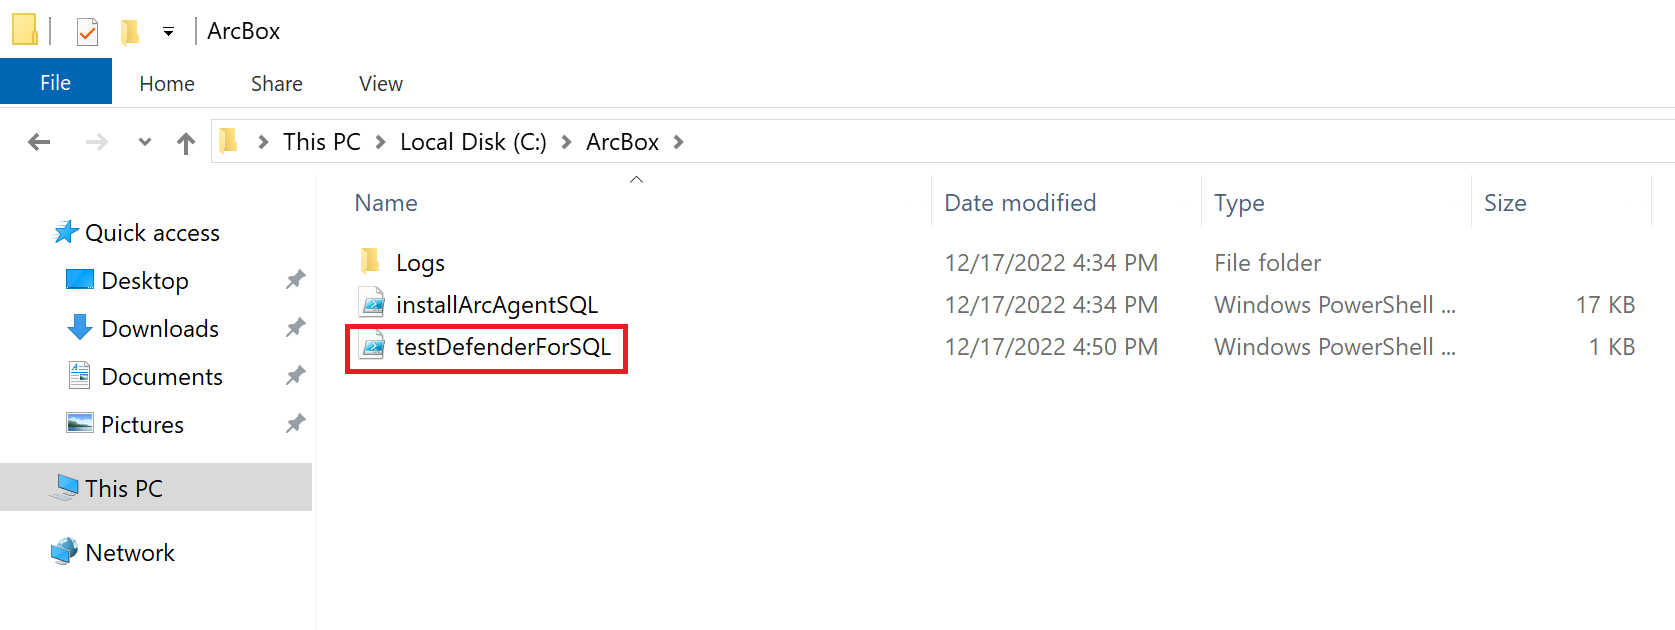 ArcBox
File Home Share View
This PC Local Disk (C:) ArcBox
Name Date modified Type Size
Quick access
Desktop
Downloads
Documents
Pictures
This PC
Network
Logs 12/17/2022 4:34 PM File folder
installArcAgentSQL 12/17/2022 4:34 PM Windows PowerShell ... 17 KB
testDefenderForSQL 12/17/2022 4:50 PM Windows PowerShell ... 1 KB